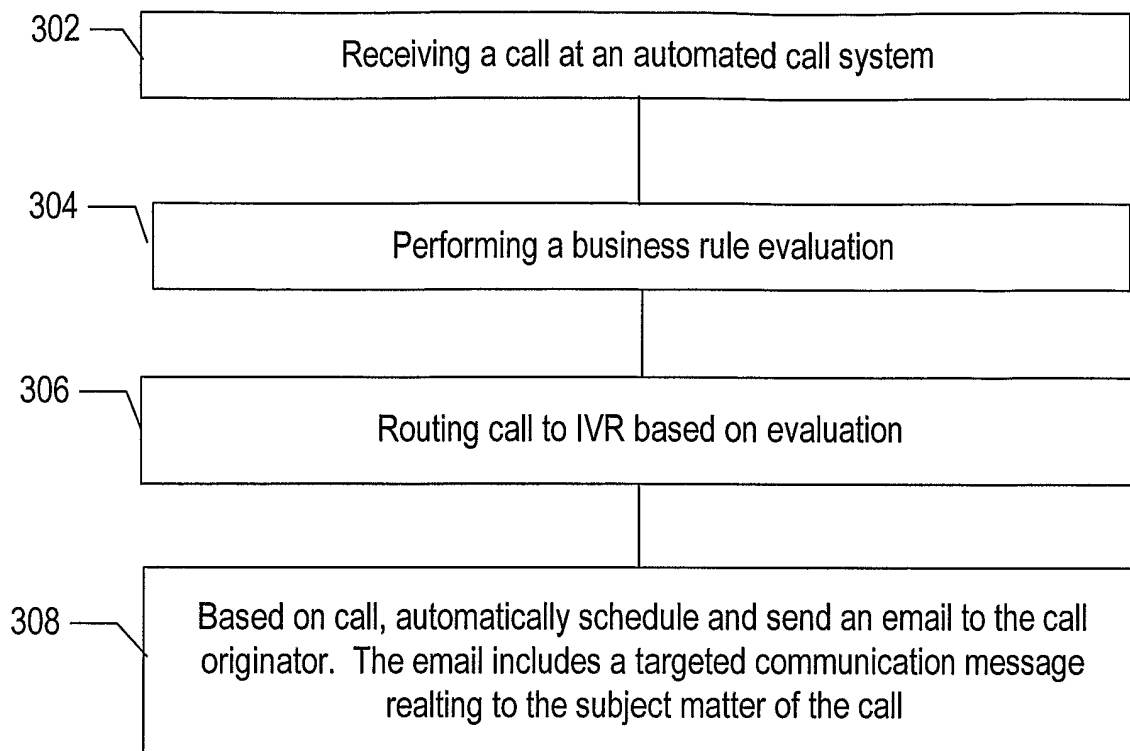 302
Receiving a call at an automated call system
304
Performing a business rule evaluation
306
Routing call to IVR based on evaluation
308
Based on call, automatically schedule and send an email to the call
originator. The email includes a targeted communication message
realting to the subject matter of the call